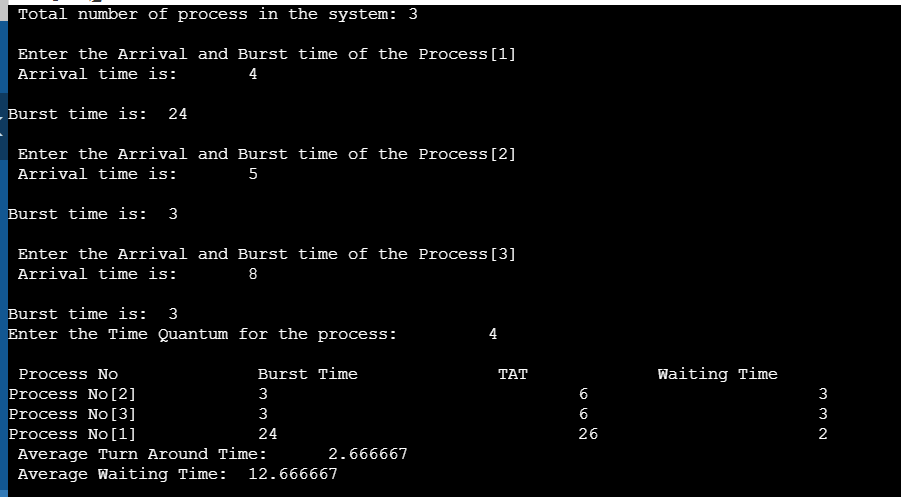 Total number of process in the system: 3
Enter the Arrival and Burst time of the Process[1]
Arrival time is: 4
Burst time is: 24
Enter the Arrival and Burst time of the Process[2]
Arrival time is: 5
Burst time is: 3
Enter the Arrival and Burst time of the Process[3]
Arrival time is: 8
Burst time is: 3
Enter the Time Quantum for the process: 4
Process No Burst Time TAT Waiting Time
Process No[2] 3 6 3
Process No[3] 3 6 3
Process No[1] 24 26 2
Average Turn Around Time: 2.666667
Average Waiting Time: 12.666667